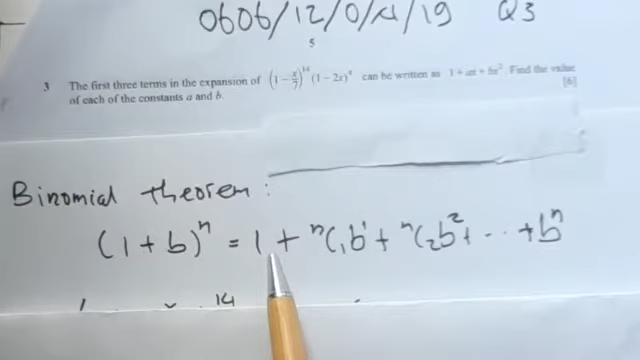 0606/12/O/N/19 Q3
5
3 The first three terms in the expansion of (1 − x/7)^14 (1 − 2x)^4 can be written as 1 + ax + bx². Find the value
of each of the constants a and b. [6]
Binomial theorem :
(1 + b)^n = 1 + ⁿC₁b¹ + ⁿC₂b² + ... + b^n
14